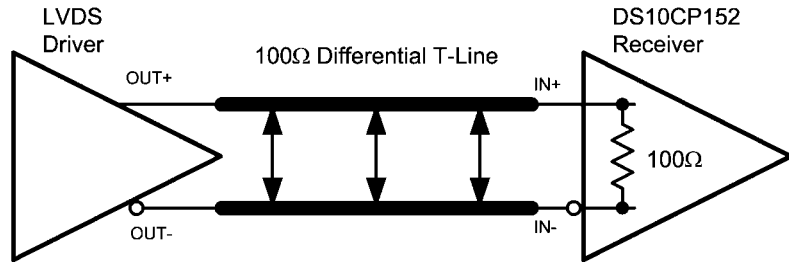 LVDS
Driver
DS10CP152
Receiver
100Ω Differential T-Line
OUT+
IN+
100Ω
OUT-
IN-